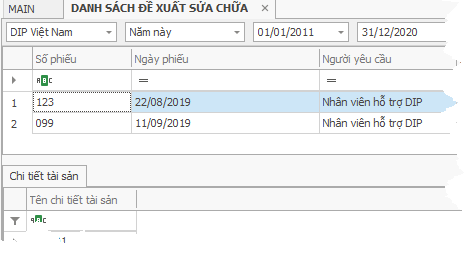 MAIN DANH SÁCH ĐỀ XUẤT SỬA CHỮA ×
DIP Việt Nam Năm này 01/01/2011 31/12/2020
Số phiếu Ngày phiếu Người yêu cầu
ABC = =
1 123 22/08/2019 Nhân viên hỗ trợ DIP
2 099 11/09/2019 Nhân viên hỗ trợ DIP
Chi tiết tài sản
Tên chi tiết tài sản
ABC